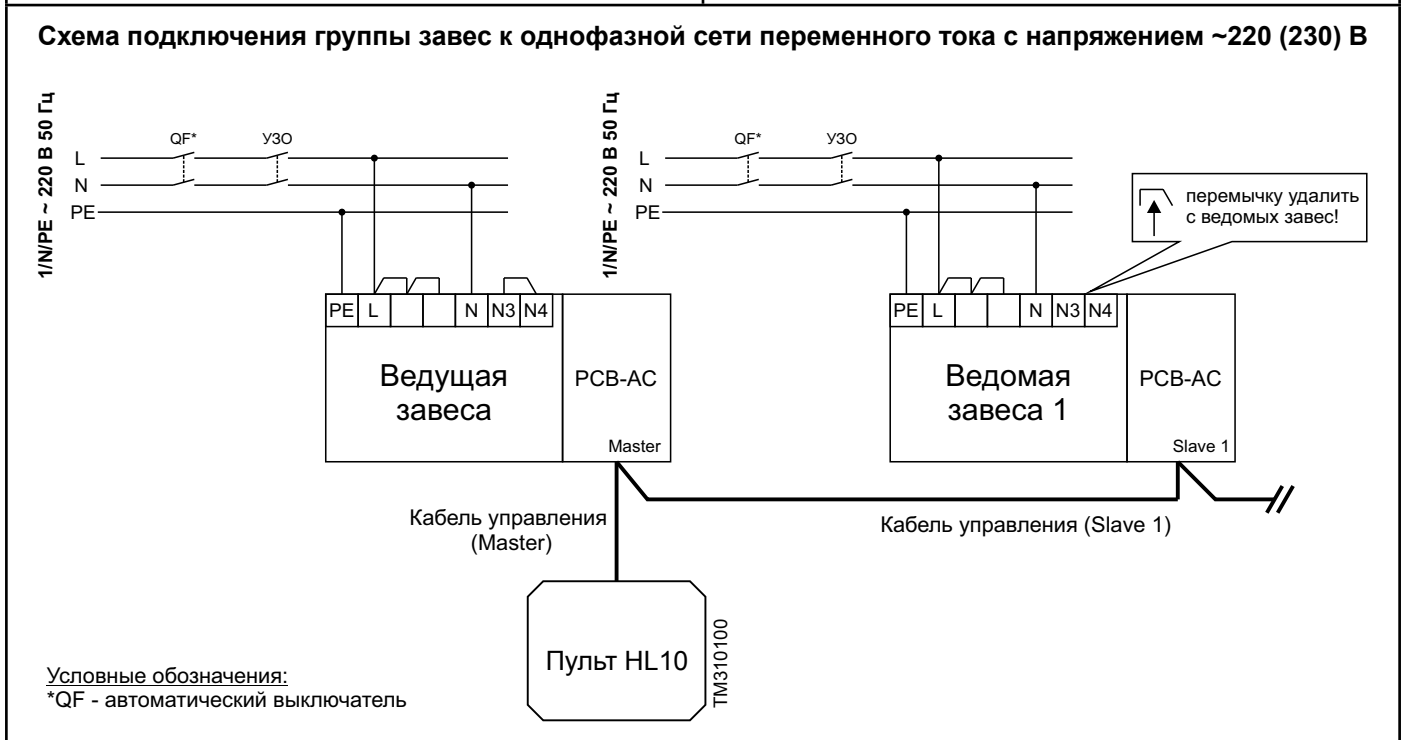 Схема подключения группы завес к однофазной сети переменного тока с напряжением ~220 (230) В
1/N/PE ~ 220 В 50 Гц
QF*
УЗО
L
N
PE
PE L N N3 N4
Ведущая
завеса
PCB-AC
Master
1/N/PE ~ 220 В 50 Гц
QF*
УЗО
L
N
PE
перемычку удалить
с ведомых завес!
PE L N N3 N4
Ведомая
завеса 1
PCB-AC
Slave 1
Кабель управления
(Master)
Кабель управления (Slave 1)
Пульт HL10
TM310100
Условные обозначения:
*QF - автоматический выключатель